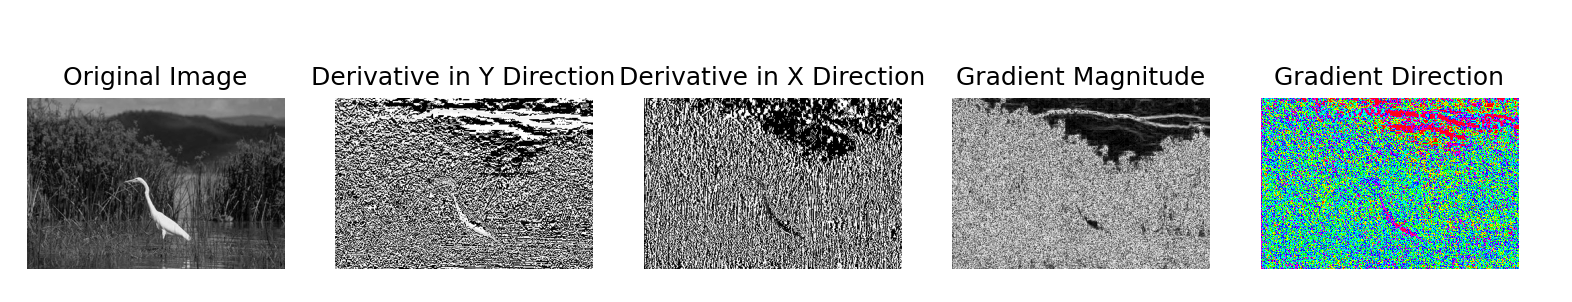 Original Image
Derivative in Y Direction
Derivative in X Direction
Gradient Magnitude
Gradient Direction